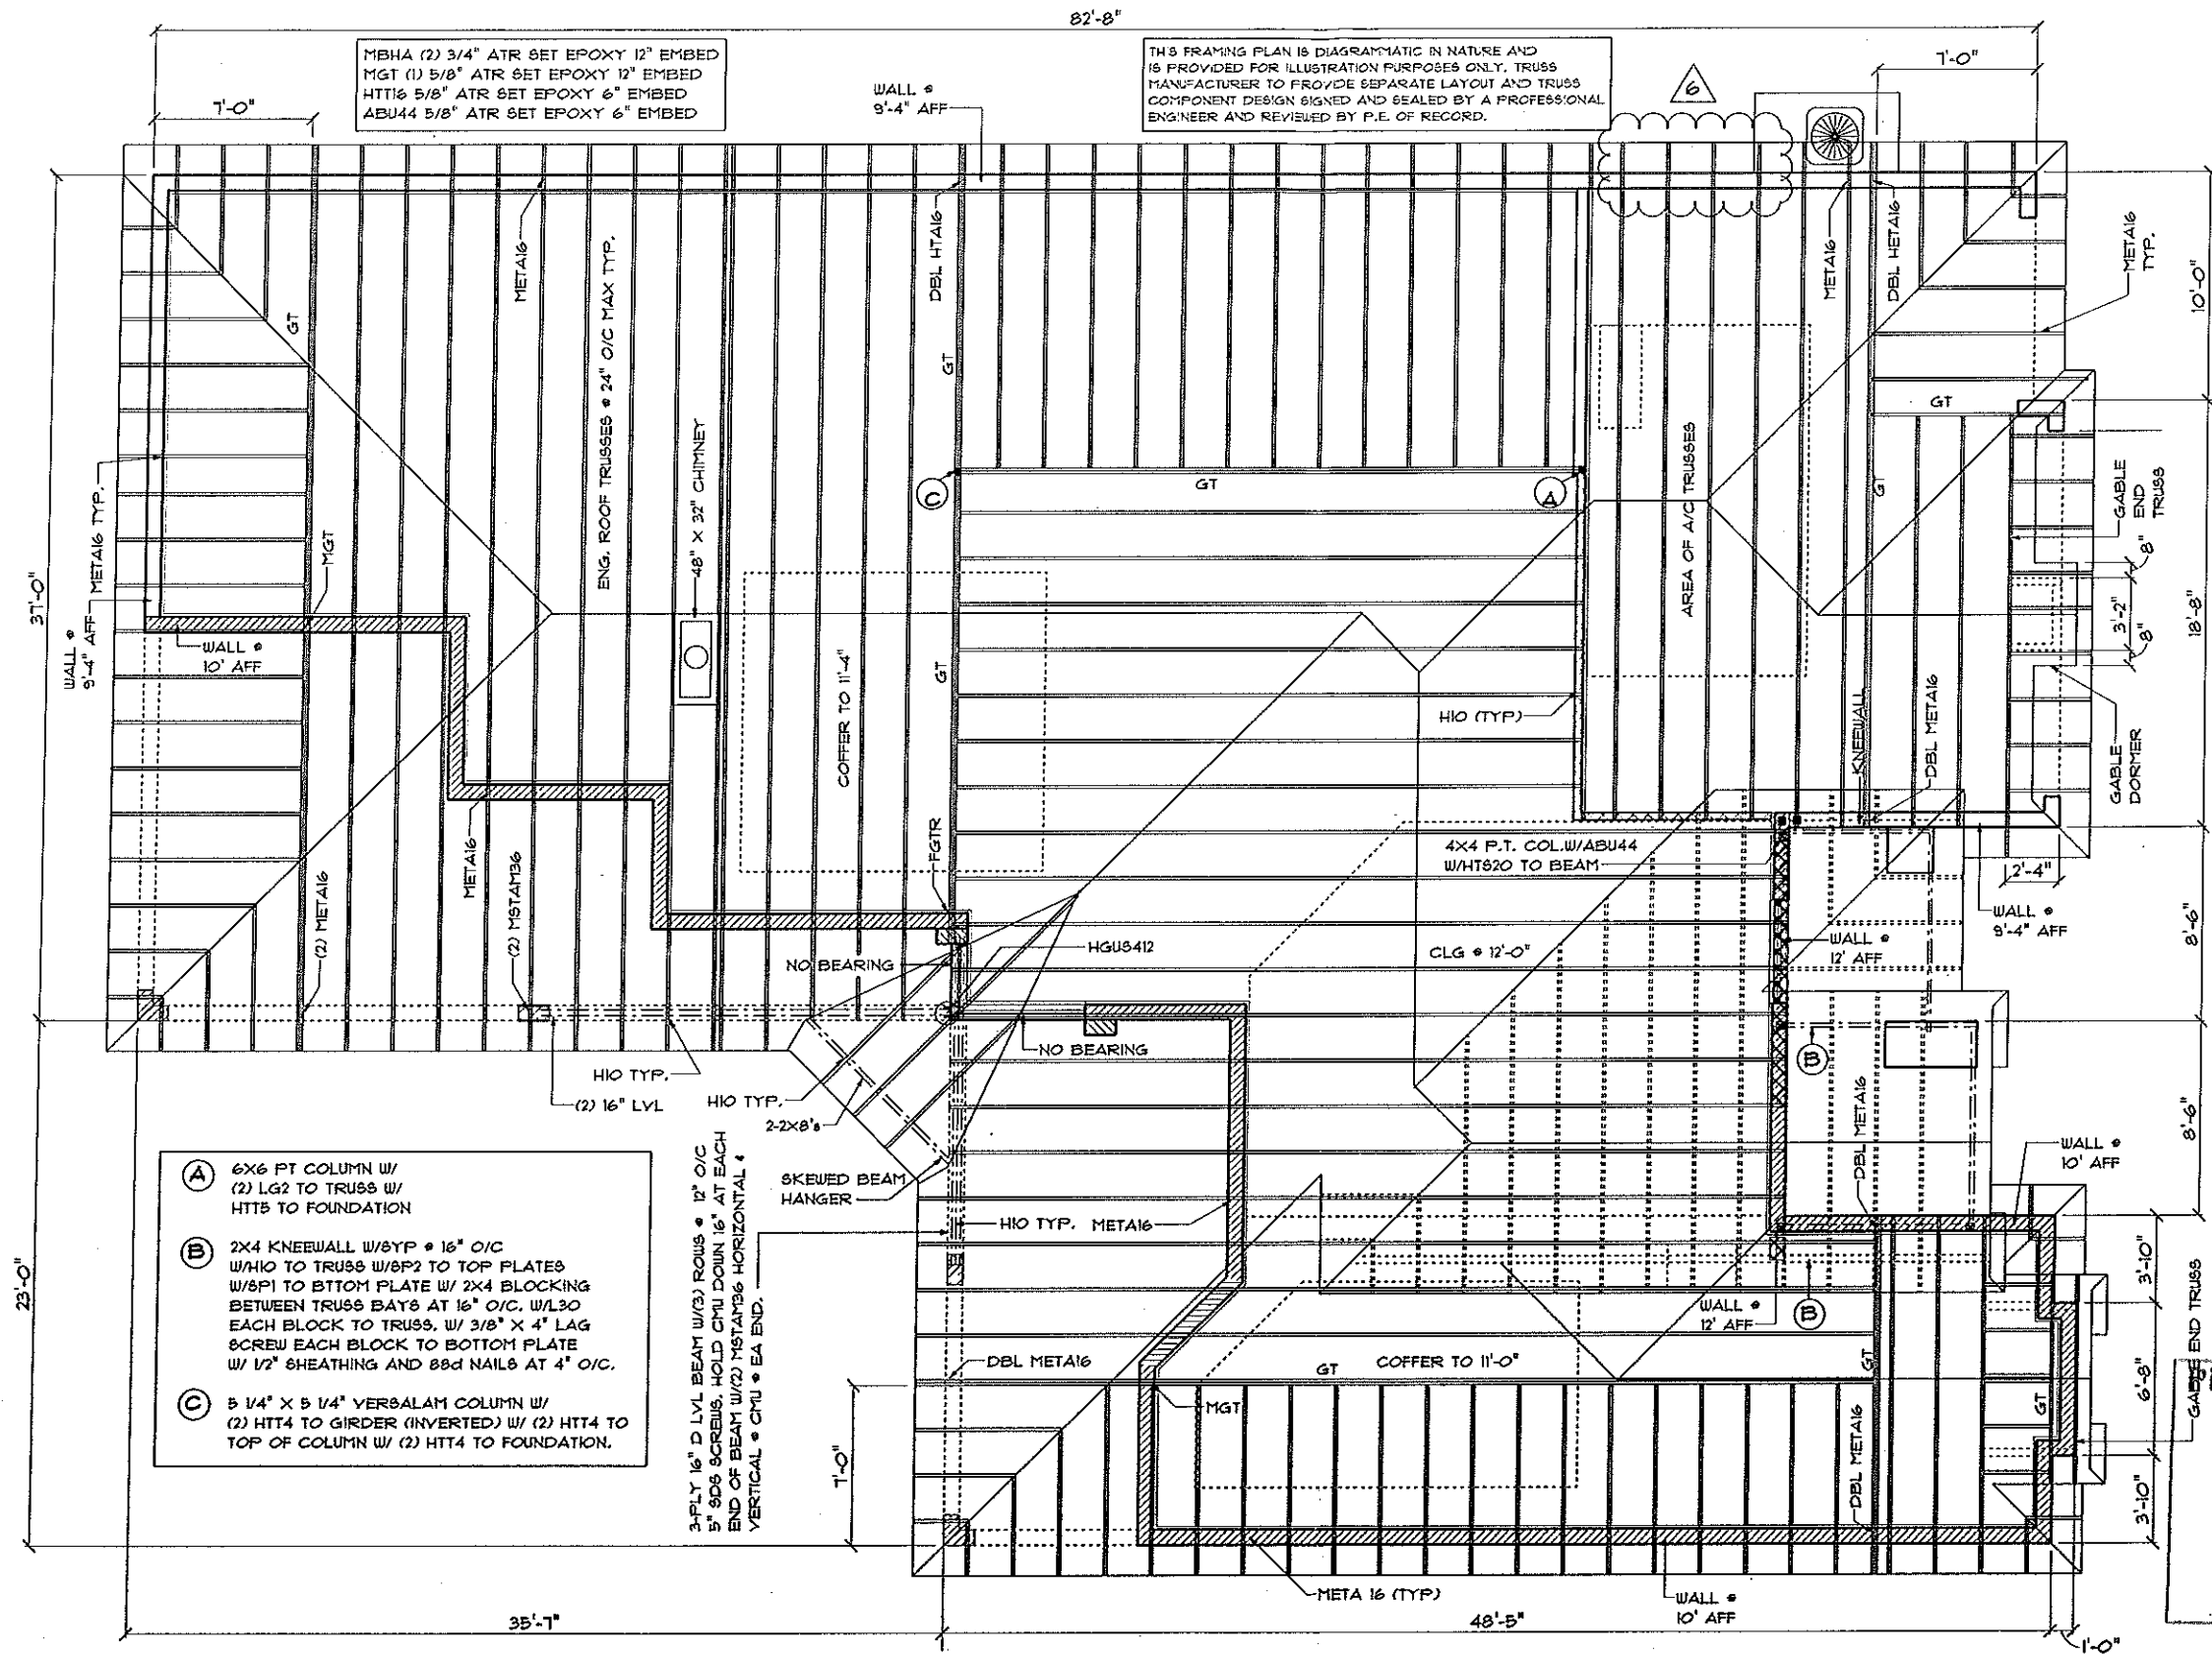 82'-8"
MBHA (2) 3/4" ATR SET EPOXY 12" EMBED
MGT (1) 5/8" ATR SET EPOXY 12" EMBED
HTT16 5/8" ATR SET EPOXY 6" EMBED
ABU44 5/8" ATR SET EPOXY 6" EMBED
THS FRAMING PLAN IS DIAGRAMMATIC IN NATURE AND
IS PROVIDED FOR ILLUSTRATION PURPOSES ONLY. TRUSS
MANUFACTURER TO PROVIDE SEPARATE LAYOUT AND TRUSS
COMPONENT DESIGN SIGNED AND SEALED BY A PROFESSIONAL
ENGINEER AND REVIEWED BY P.E. OF RECORD.
6
7'-0"
7'-0"
WALL @
9'-4" AFF
META16
ENG. ROOF TRUSSES @ 24" O/C MAX TYP.
DBL HTA16
META16
DBL HETA16
META16
TYP.
10'-0"
GT
GT
GT
48" X 32" CHIMNEY
C
GT
A
AREA OF A/C TRUSSES
GT
GABLE
END
TRUSS
8"
3'-2"
8"
18'-8"
META16 TYP.
MGT
37'-0"
WALL @
9'-4" AFF
WALL @
10' AFF
COFFER TO 11'-4"
GT
HIO (TYP)
KNEEWALL
DBL META16
GABLE
DORMER
META16
(2) META16
(2) MSTAM36
FGTR
4X4 P.T. COL.W/ABU44
W/HTS20 TO BEAM
2'-4"
WALL @
9'-4" AFF
8'-6"
NO BEARING
HGUS412
CLG @ 12'-0"
WALL @
12' AFF
NO BEARING
B
HIO TYP.
(2) 16" LVL
HIO TYP.
2-2X8's
DBL META16
8'-6"
WALL @
10' AFF
SKEWED BEAM
HANGER
HIO TYP.
META16
A
6X6 PT COLUMN W/
(2) LG2 TO TRUSS W/
HTT5 TO FOUNDATION
B
2X4 KNEEWALL W/SYP @ 16" O/C
W/HIO TO TRUSS W/SP2 TO TOP PLATES
W/SP1 TO BTTOM PLATE W/ 2X4 BLOCKING
BETWEEN TRUSS BAYS AT 16" O/C. W/L30
EACH BLOCK TO TRUSS. W/ 3/8" X 4" LAG
SCREW EACH BLOCK TO BOTTOM PLATE
W/ 1/2" SHEATHING AND 88d NAILS AT 4" O/C.
C
5 1/4" X 5 1/4" VERSALAM COLUMN W/
(2) HTT4 TO GIRDER (INVERTED) W/ (2) HTT4 TO
TOP OF COLUMN W/ (2) HTT4 TO FOUNDATION.
3-PLY 16" D LVL BEAM W/(3) ROWS @ 12" O/C
5" SDS SCREWS. HOLD CMU DOWN 16" AT EACH
END OF BEAM W/(2) MSTAM36 HORIZONTAL &
VERTICAL @ CMU @ EA END.
WALL @
12' AFF
B
3'-10"
GABLE END TRUSS
23'-0"
DBL META16
GT
COFFER TO 11'-0"
GT
GT
6'-8"
MGT
7'-0"
DBL META16
3'-10"
META 16 (TYP)
WALL @
10' AFF
35'-7"
48'-5"
1'-0"